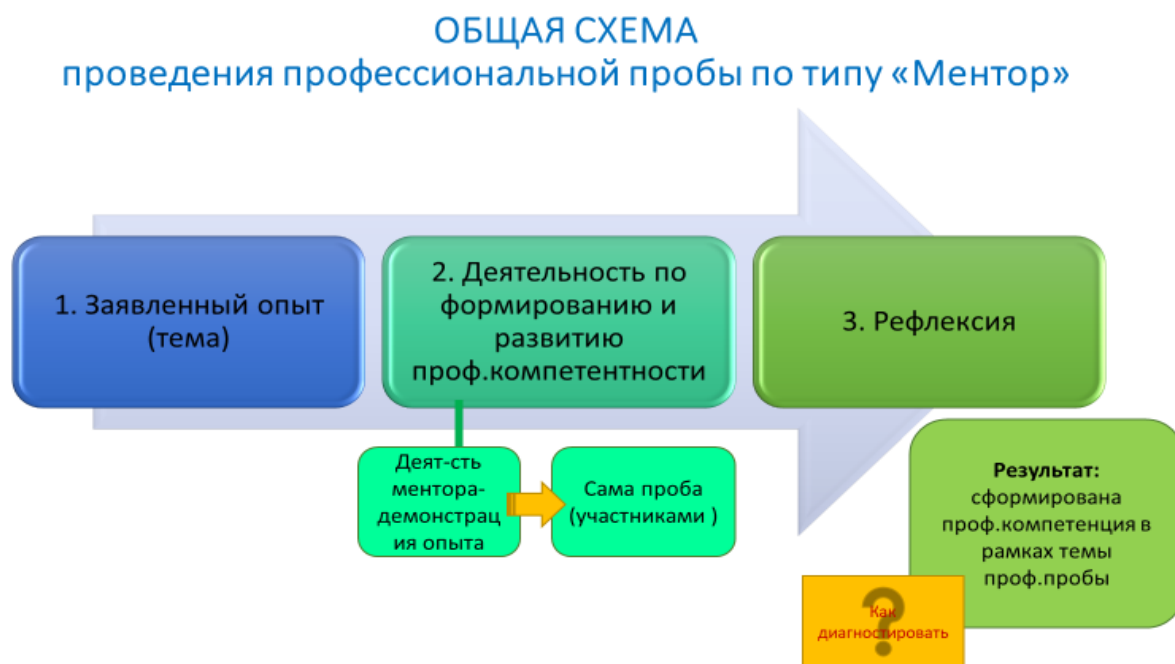 ОБЩАЯ СХЕМА
проведения профессиональной пробы по типу «Ментор»
1. Заявленный опыт
(тема)
2. Деятельность по
формированию и
развитию
проф.компетентности
3. Рефлексия
Деят-сть
ментора-
демонстрац
ия опыта
Сама проба
(участниками )
Результат:
сформирована
проф.компетенция в
рамках темы
проф.пробы
?
Как
диагностировать